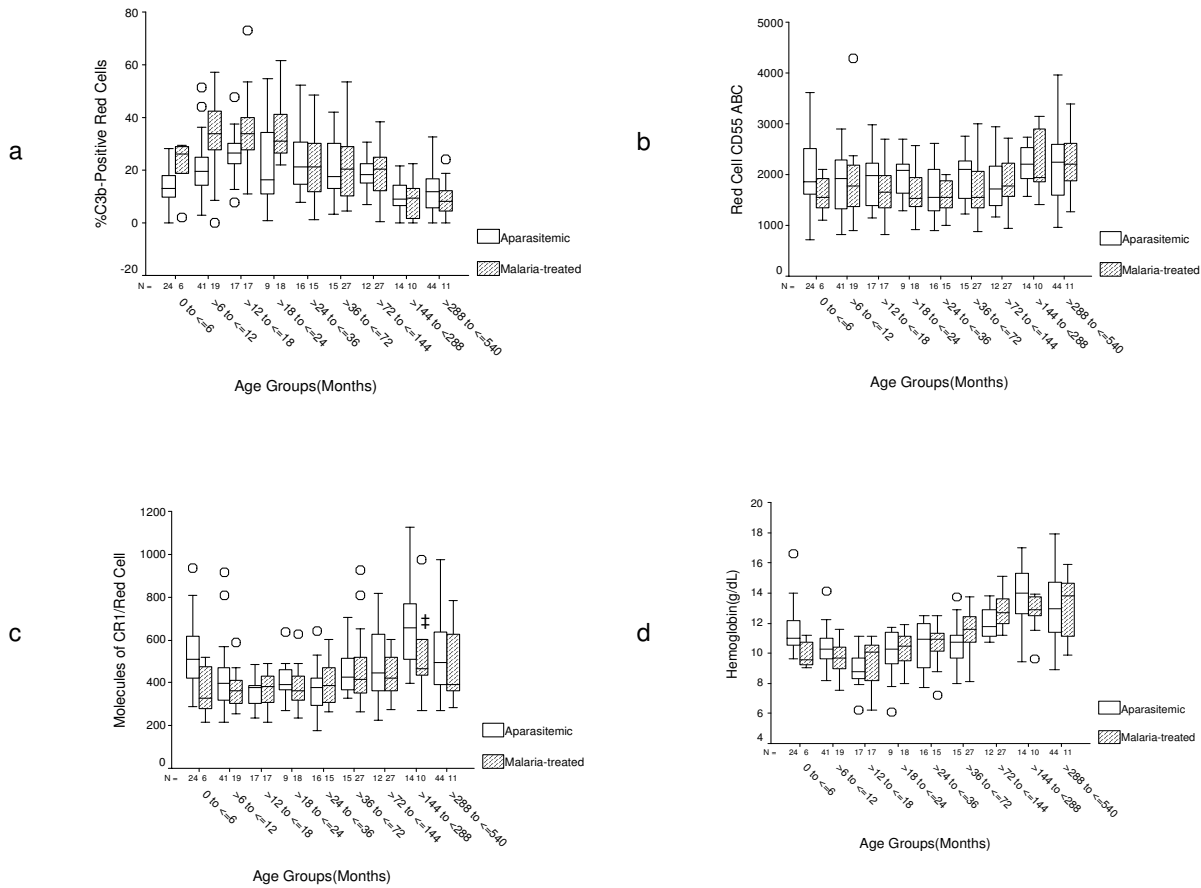 a
%C3b-Positive Red Cells
80
60
40
20
0
-20
N = 24 6 41 19 17 17 9 18 16 15 15 27 12 27 14 10 44 11
0 to <=6
>6 to <=12
>12 to <=18
>18 to <=24
>24 to <=36
>36 to <=72
>72 to <=144
>144 to <288
>288 to <=540
Age Groups(Months)
Aparasitemic
Malaria-treated
b
Red Cell CD55 ABC
5000
4000
3000
2000
1000
0
N = 24 6 41 19 17 17 9 18 16 15 15 27 12 27 14 10 44 11
0 to <=6
>6 to <=12
>12 to <=18
>18 to <=24
>24 to <=36
>36 to <=72
>72 to <=144
>144 to <288
>288 to <=540
Age Groups(Months)
Aparasitemic
Malaria-treated
c
Molecules of CR1/Red Cell
1200
1000
800
600
400
200
0
‡
N = 24 6 41 19 17 17 9 18 16 15 15 27 12 27 14 10 44 11
0 to <=6
>6 to <=12
>12 to <=18
>18 to <=24
>24 to <=36
>36 to <=72
>72 to <=144
>144 to <288
>288 to <=540
Age Groups(Months)
Aparasitemic
Malaria-treated
d
Hemoglobin(g/dL)
20
18
16
14
12
10
8
6
4
N = 24 6 41 19 17 17 9 18 16 15 15 27 12 27 14 10 44 11
0 to <=6
>6 to <=12
>12 to <=18
>18 to <=24
>24 to <=36
>36 to <=72
>72 to <=144
>144 to <288
>288 to <=540
Age Groups(Months)
Aparasitemic
Malaria-treated